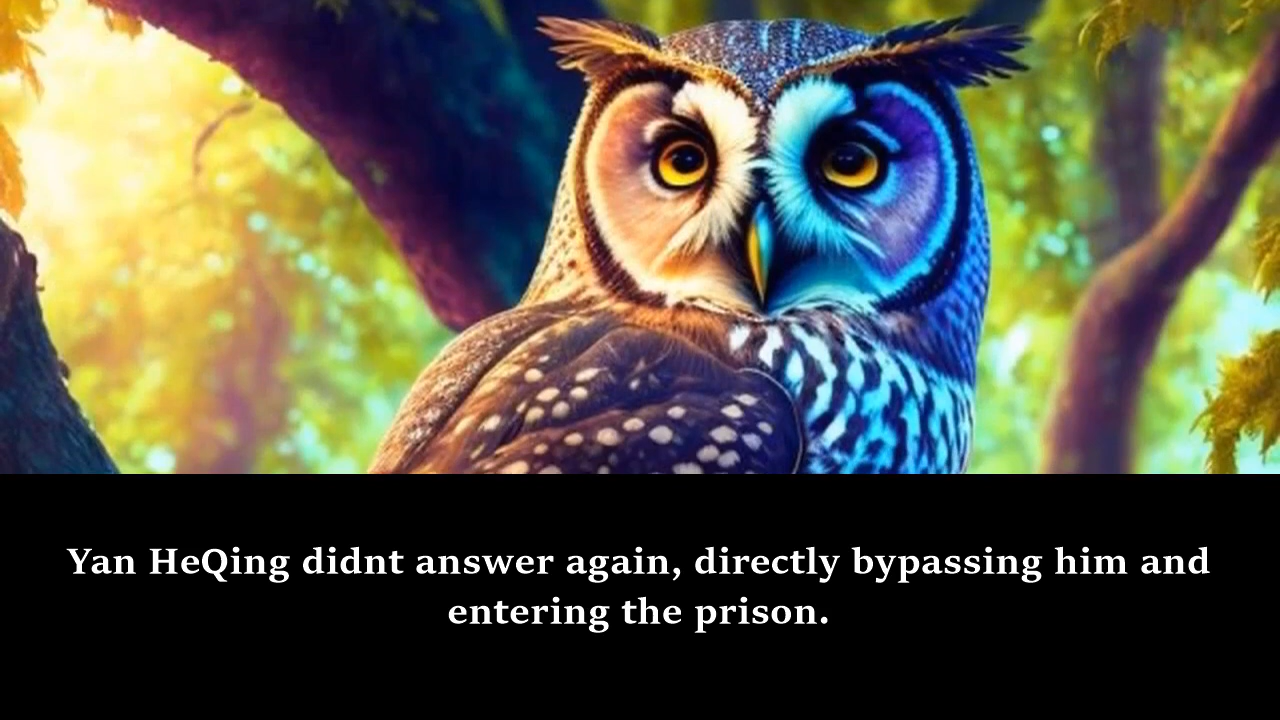 Yan HeQing didnt answer again, directly bypassing him and
entering the prison.